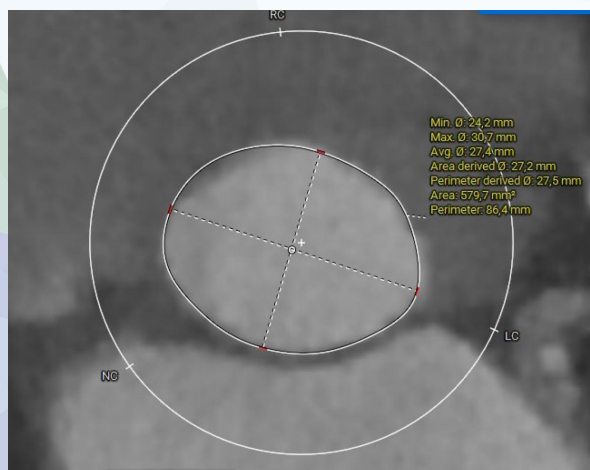 RC
Min. Ø: 24,2 mm
Max. Ø: 30,7 mm
Avg. Ø: 27,4 mm
Area derived Ø: 27,2 mm
Perimeter derived Ø: 27,5 mm
Area: 579,7 mm²
Perimeter: 86,4 mm
LC
NC